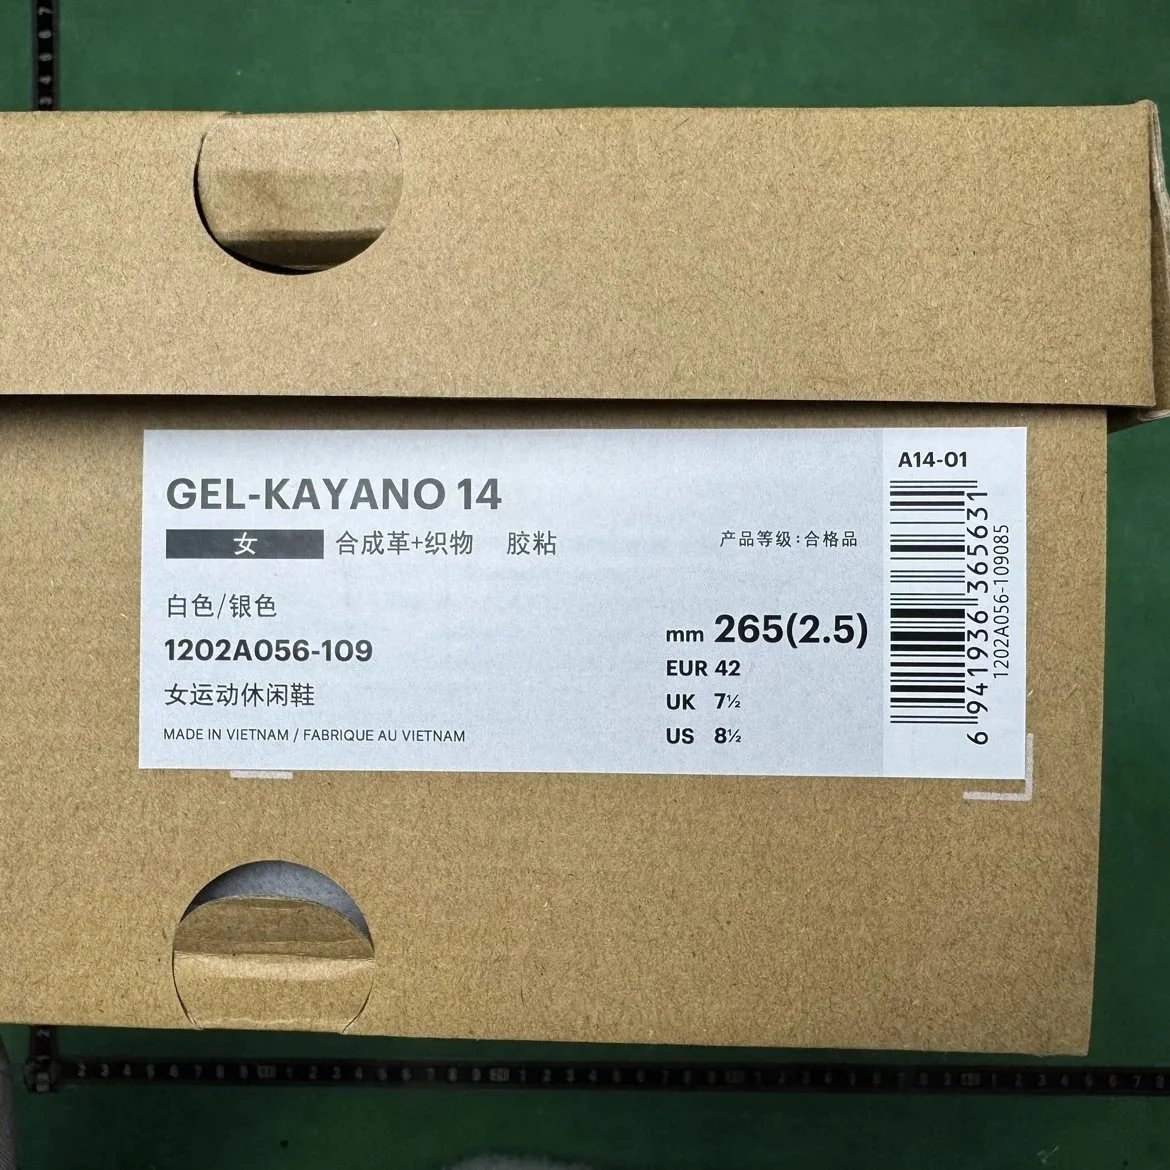 GEL-KAYANO 14
女 合成革+织物 胶粘 产品等级:合格品
白色/银色
1202A056-109
女运动休闲鞋
MADE IN VIETNAM / FABRIQUE AU VIETNAM
mm 265(2.5)
EUR 42
UK 7½
US 8½
A14-01
6 941936 365631
1202A056-109085